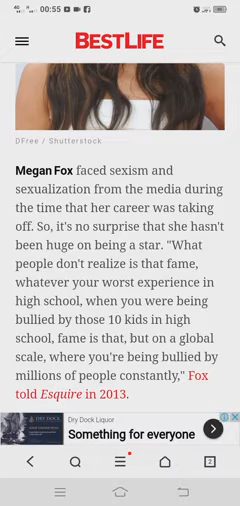 00:55
BESTLIFE
DFree / Shutterstock
Megan Fox faced sexism and
sexualization from the media during
the time that her career was taking
off. So, it's no surprise that she hasn't
been huge on being a star. "What
people don't realize is that fame,
whatever your worst experience in
high school, when you were being
bullied by those 10 kids in high
school, fame is that, but on a global
scale, where you're being bullied by
millions of people constantly," Fox
told Esquire in 2013.
DRY DOCK
Dry Dock Liquor
Something for everyone
2